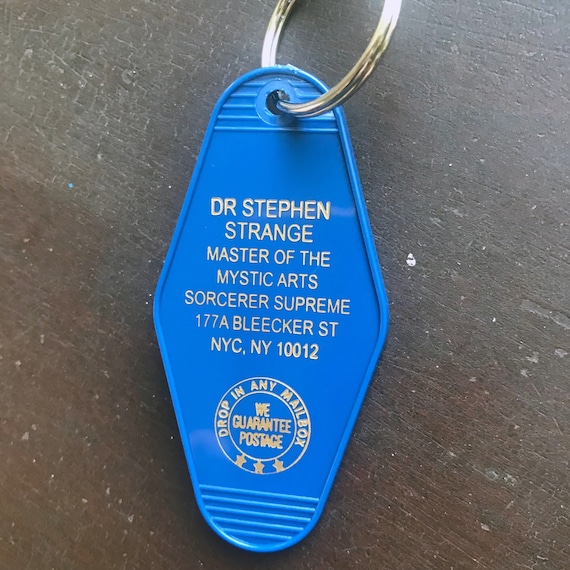 DR STEPHEN
STRANGE
MASTER OF THE
MYSTIC ARTS
SORCERER SUPREME
177A BLEECKER ST
NYC, NY 10012
DROP IN ANY MAILBOX
WE
GUARANTEE
POSTAGE